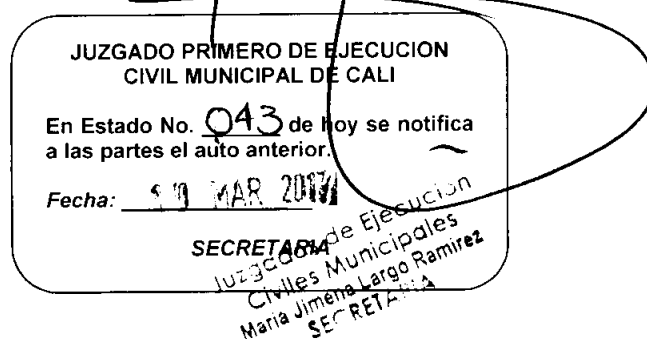 JUZGADO PRIMERO DE EJECUCION
CIVIL MUNICIPAL DE CALI
En Estado No. 043 de hoy se notifica
a las partes el auto anterior.
Fecha: MAR 2017
SECRETARIA
Juzgados de Ejecución
Civiles Municipales
Maria Jimena Largo Ramirez
SECRETARIA